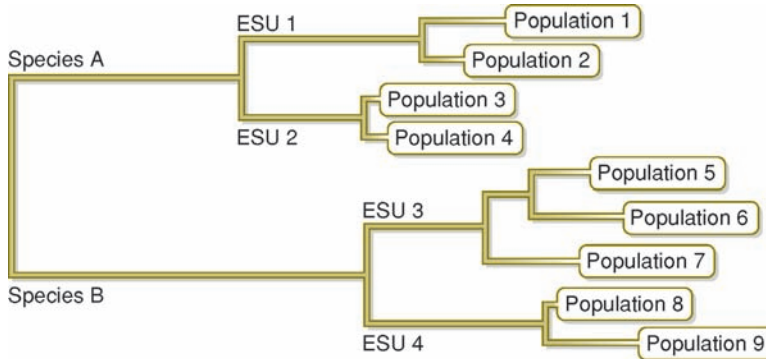 ESU 1
Population 1
Species A
Population 2
Population 3
ESU 2
Population 4
Population 5
ESU 3
Population 6
Population 7
Species B
Population 8
ESU 4
Population 9